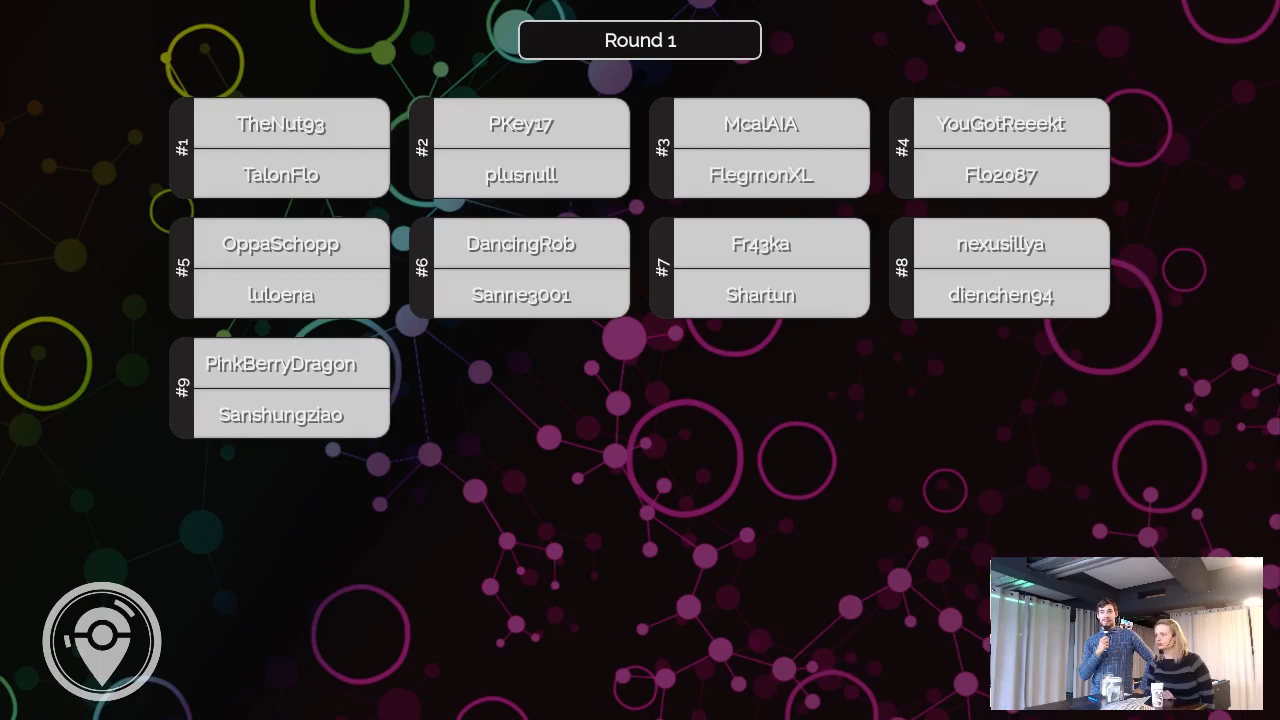 Round 1
#1
TheNut93
TalonFlo
#2
PKey17
plusnull
#3
McalAIA
FlegmonXL
#4
YouGotReeekt
Flo2087
#5
OppaSchopp
luloena
#6
DancingRob
Sanne3001
#7
Fr43ka
Shartun
#8
nexusillya
dienchen94
#9
PinkBerryDragon
Sanshungziao